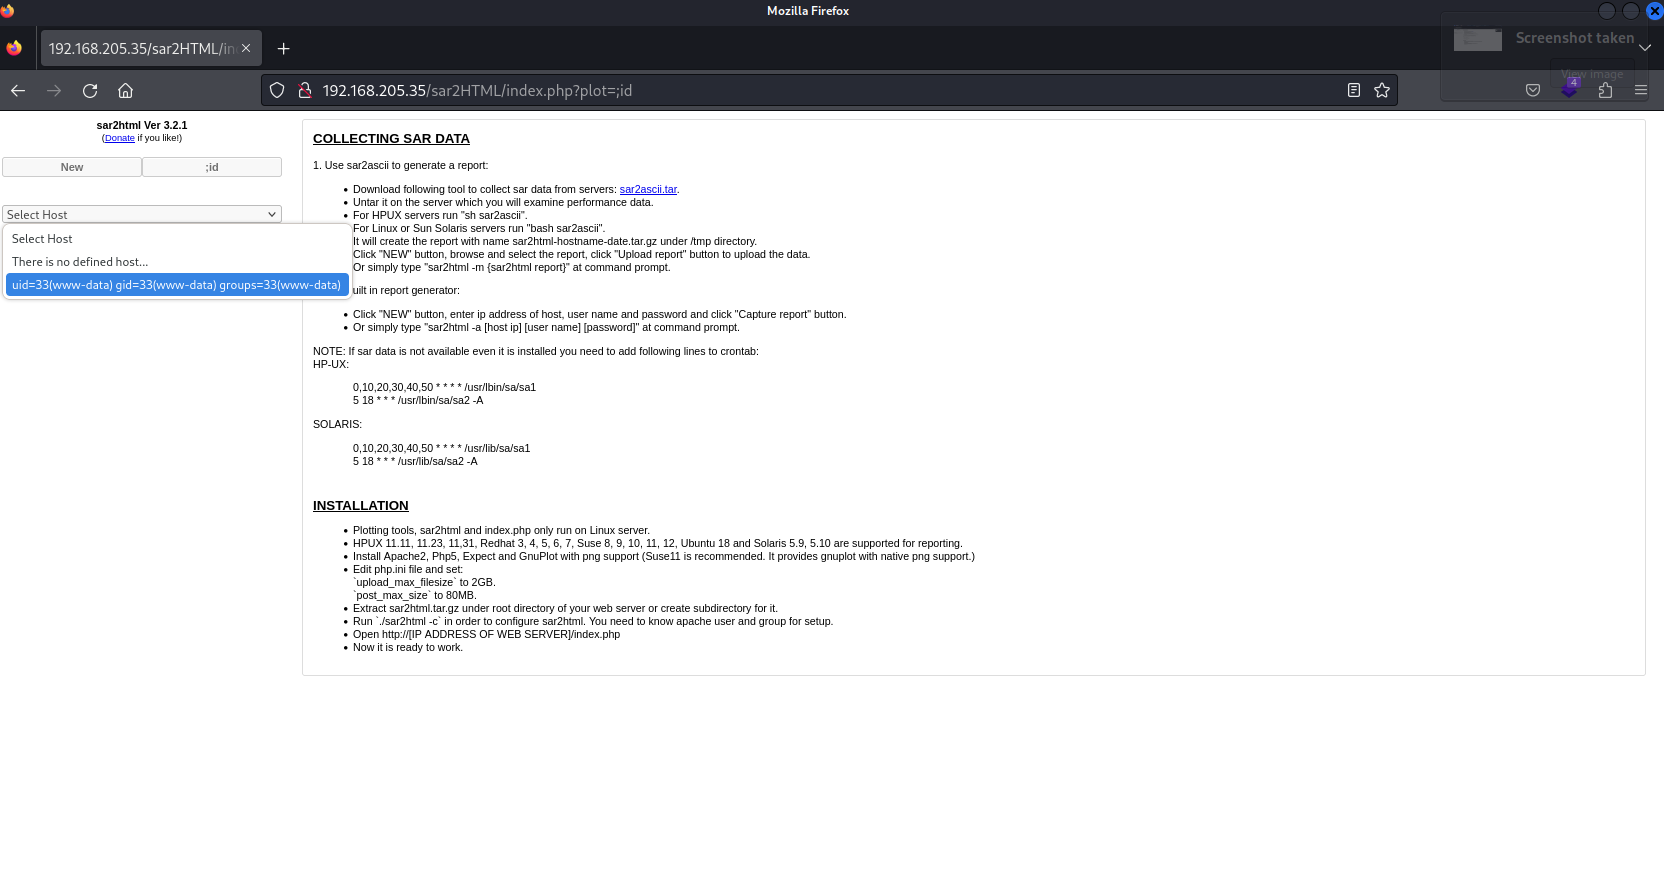 Mozilla Firefox
192.168.205.35/sar2HTML/in
Screenshot taken
View image
192.168.205.35/sar2HTML/index.php?plot=;id
4
sar2html Ver 3.2.1
(Donate if you like!)
New
;id
Select Host
Select Host
There is no defined host...
uid=33(www-data) gid=33(www-data) groups=33(www-data)
COLLECTING SAR DATA
1. Use sar2ascii to generate a report:
Download following tool to collect sar data from servers: sar2ascii.tar.
Untar it on the server which you will examine performance data.
For HPUX servers run "sh sar2ascii".
For Linux or Sun Solaris servers run "bash sar2ascii".
It will create the report with name sar2html-hostname-date.tar.gz under /tmp directory.
Click "NEW" button, browse and select the report, click "Upload report" button to upload the data.
Or simply type "sar2html -m {sar2html report}" at command prompt.
uilt in report generator:
Click "NEW" button, enter ip address of host, user name and password and click "Capture report" button.
Or simply type "sar2html -a [host ip] [user name] [password]" at command prompt.
NOTE: If sar data is not available even it is installed you need to add following lines to crontab:
HP-UX:
0,10,20,30,40,50 * * * * /usr/lbin/sa/sa1
5 18 * * * /usr/lbin/sa/sa2 -A
SOLARIS:
0,10,20,30,40,50 * * * * /usr/lib/sa/sa1
5 18 * * * /usr/lib/sa/sa2 -A
INSTALLATION
Plotting tools, sar2html and index.php only run on Linux server.
HPUX 11.11, 11.23, 11,31, Redhat 3, 4, 5, 6, 7, Suse 8, 9, 10, 11, 12, Ubuntu 18 and Solaris 5.9, 5.10 are supported for reporting.
Install Apache2, Php5, Expect and GnuPlot with png support (Suse11 is recommended. It provides gnuplot with native png support.)
Edit php.ini file and set:
`upload_max_filesize` to 2GB.
`post_max_size` to 80MB.
Extract sar2html.tar.gz under root directory of your web server or create subdirectory for it.
Run `./sar2html -c` in order to configure sar2html. You need to know apache user and group for setup.
Open http://[IP ADDRESS OF WEB SERVER]/index.php
Now it is ready to work.